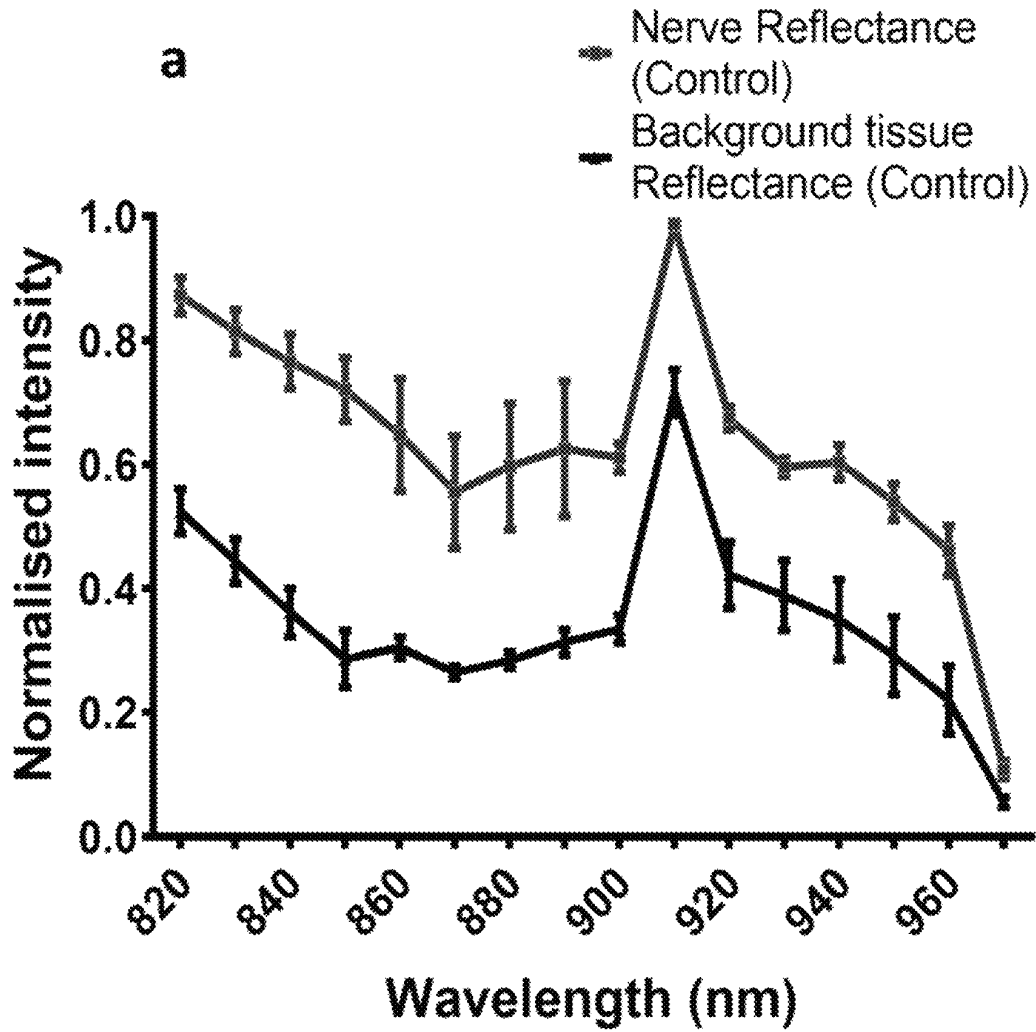 a
Nerve Reflectance
(Control)
Background tissue
Reflectance (Control)
Normalised intensity
1.0
0.8
0.6
0.4
0.2
0.0
820
840
860
880
900
920
940
960
Wavelength (nm)